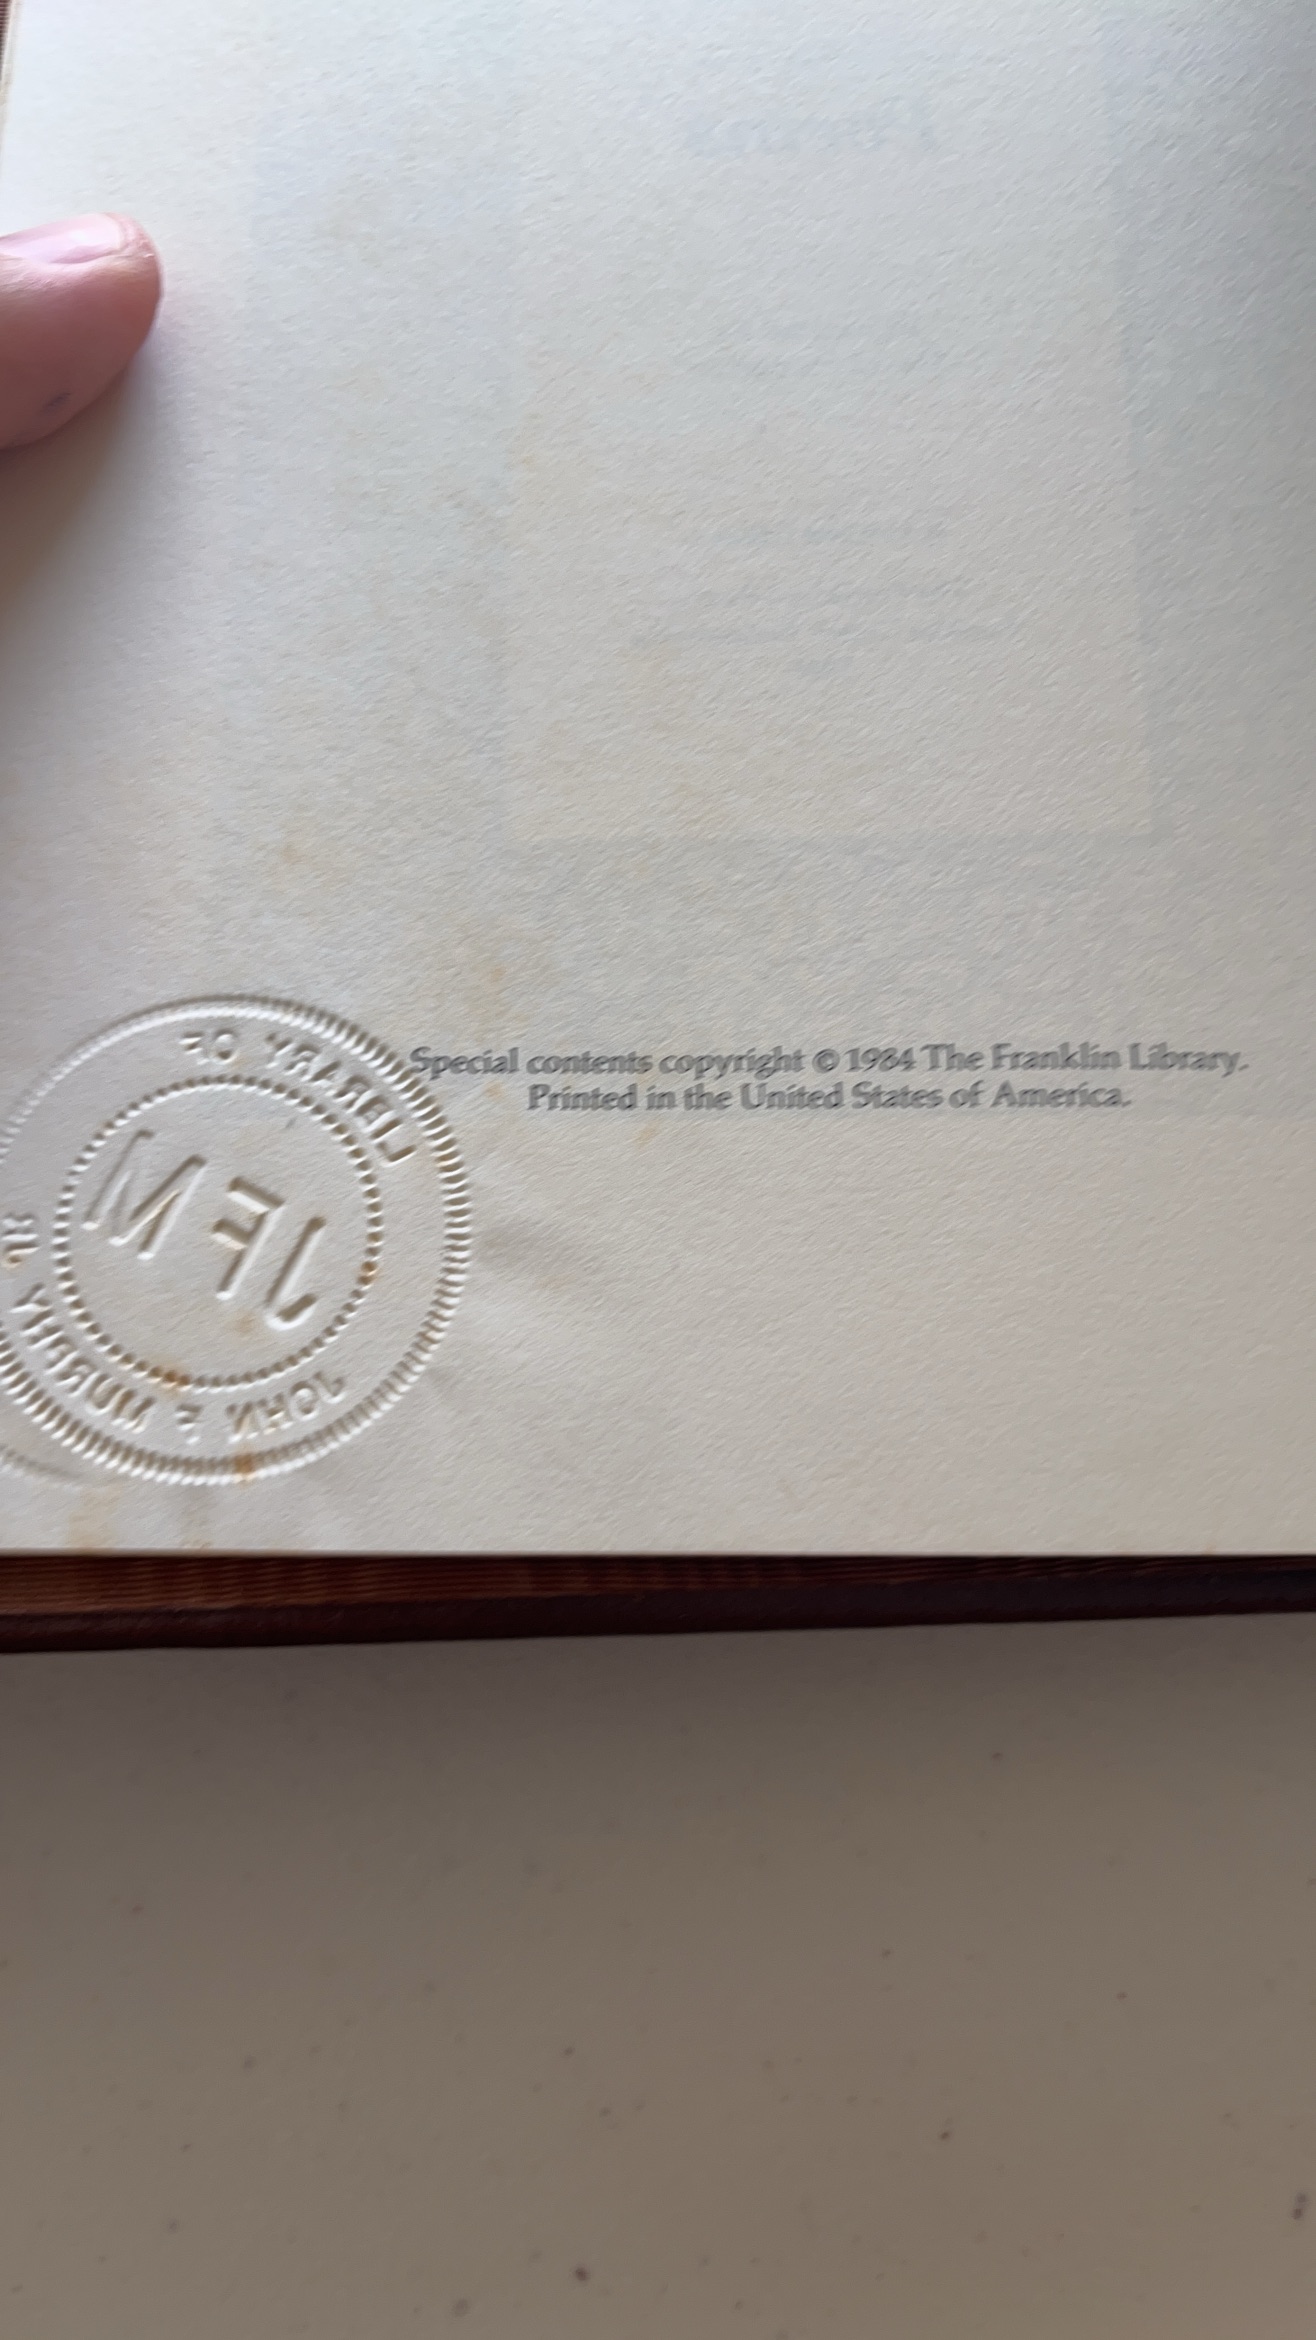 Special contents copyright © 1984 The Franklin Library.
Printed in the United States of America.
LIBRARY OF
JFM
JOHN F MURPHY JR